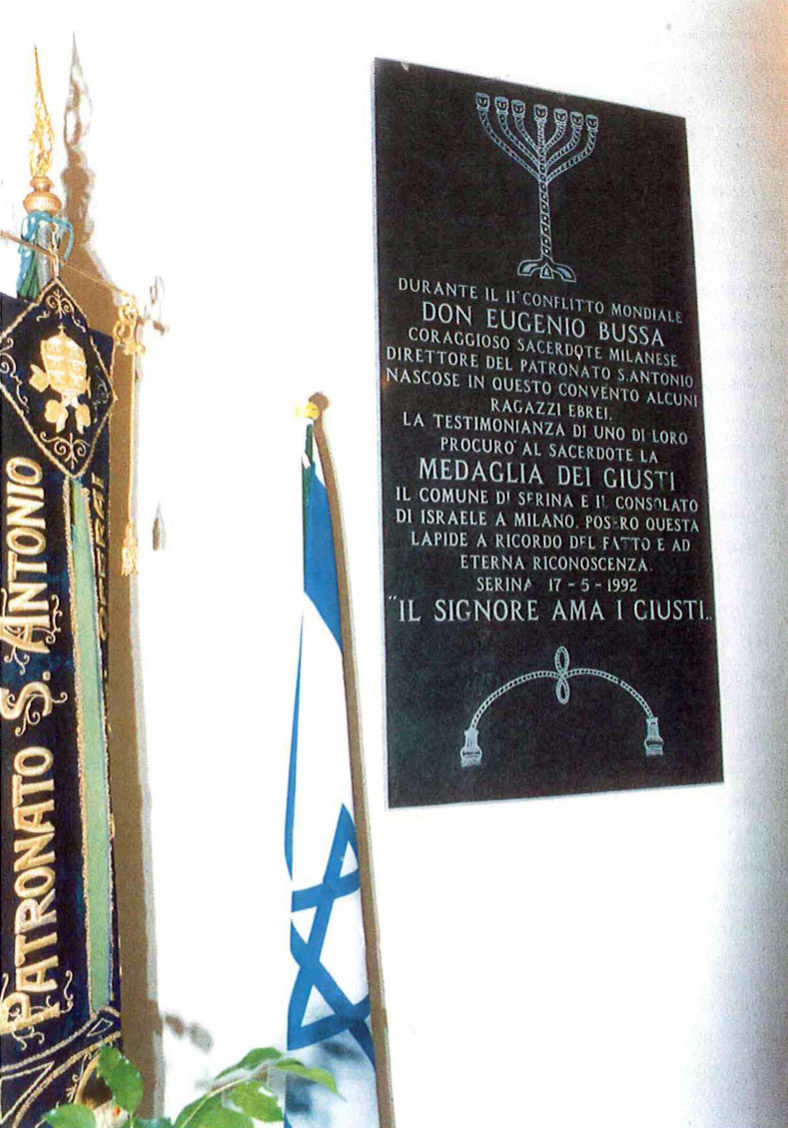 DURANTE IL II° CONFLITTO MONDIALE
DON EUGENIO BUSSA
CORAGGIOSO SACERDOTE MILANESE
DIRETTORE DEL PATRONATO S.ANTONIO
NASCOSE IN QUESTO CONVENTO ALCUNI
RAGAZZI EBREI.
LA TESTIMONIANZA DI UNO DI LORO
PROCURO' AL SACERDOTE LA
MEDAGLIA DEI GIUSTI
IL COMUNE DI SERINA E IL CONSOLATO
DI ISRAELE A MILANO, POSERO QUESTA
LAPIDE A RICORDO DEL FATTO E AD
ETERNA RICONOSCENZA.
SERINA 17-5-1992
"IL SIGNORE AMA I GIUSTI..
PATRONATO S. ANTONIO